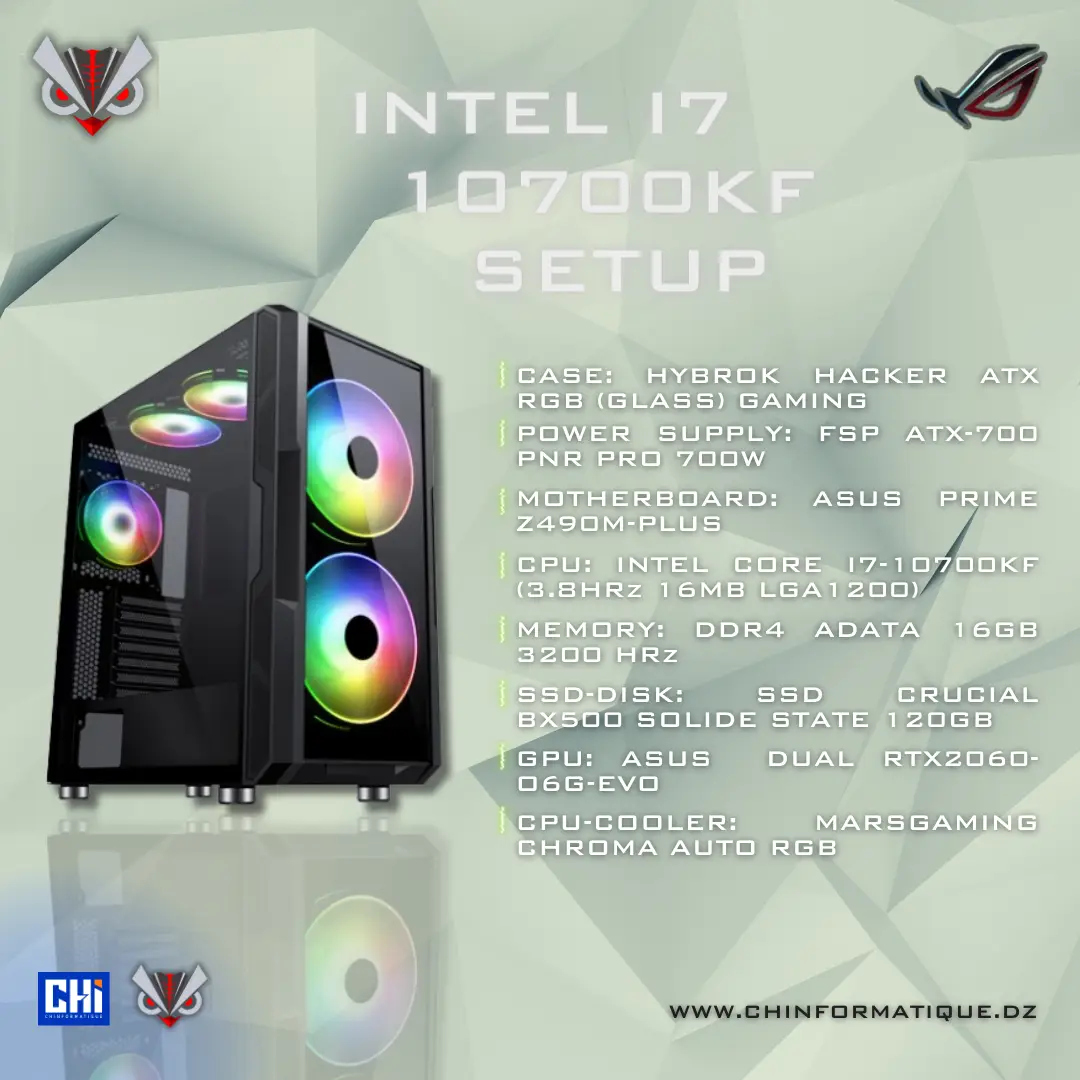 INTEL I7
10700KF
SETUP
CASE: HYBROK HACKER ATX
RGB (GLASS) GAMING
POWER SUPPLY: FSP ATX-700
PNR PRO 700W
MOTHERBOARD: ASUS PRIME
Z490M-PLUS
CPU: INTEL CORE I7-10700KF
(3.8HRZ 16MB LGA1200)
MEMORY: DDR4 ADATA 16GB
3200 HRZ
SSD-DISK: SSD CRUCIAL
BX500 SOLIDE STATE 120GB
GPU: ASUS DUAL RTX2060-
06G-EVO
CPU-COOLER: MARSGAMING
CHROMA AUTO RGB
CHi
CHINFORMATIQUE
WWW.CHINFORMATIQUE.DZ